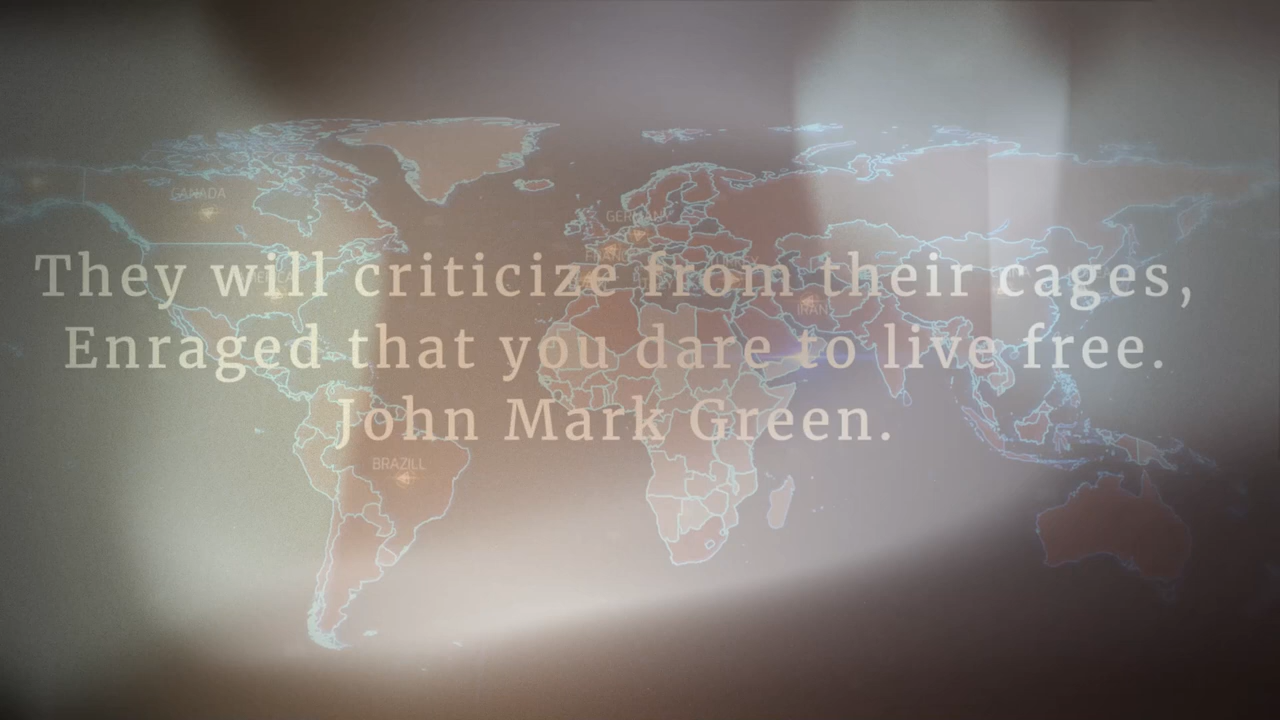 CANADA
GERMANY
They will criticize from their cages,
IRAN
Enraged that you dare to live free.
John Mark Green.
BRAZILL